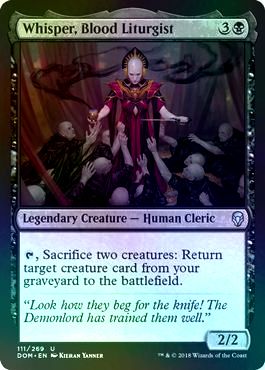 Whisper, Blood Liturgist 3
Legendary Creature — Human Cleric
, Sacrifice two creatures: Return
target creature card from your
graveyard to the battlefield.
"Look how they beg for the knife! The
Demonlord has trained them well."
2/2
111/269 U
DOM • EN KIERAN YANNER
™ & © 2018 Wizards of the Coast